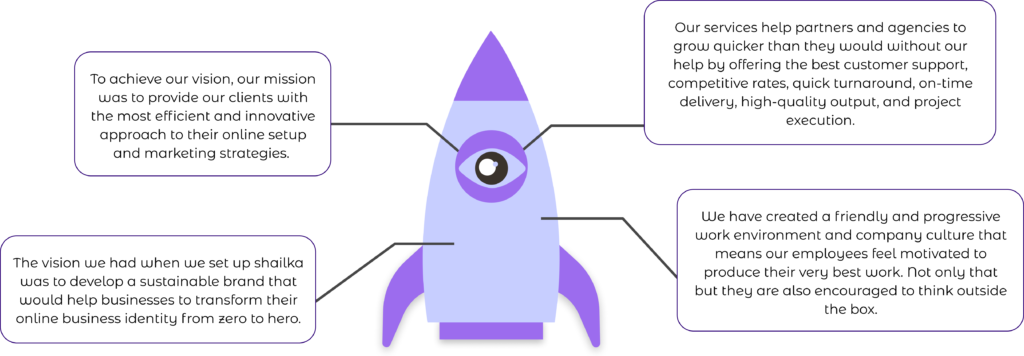 To achieve our vision, our mission
was to provide our clients with
the most efficient and innovative
approach to their online setup
and marketing strategies.
Our services help partners and agencies to
grow quicker than they would without our
help by offering the best customer support,
competitive rates, quick turnaround, on-time
delivery, high-quality output, and project
execution.
The vision we had when we set up shailka
was to develop a sustainable brand that
would help businesses to transform their
online business identity from zero to hero.
We have created a friendly and progressive
work environment and company culture that
means our employees feel motivated to
produce their very best work. Not only that
but they are also encouraged to think outside
the box.